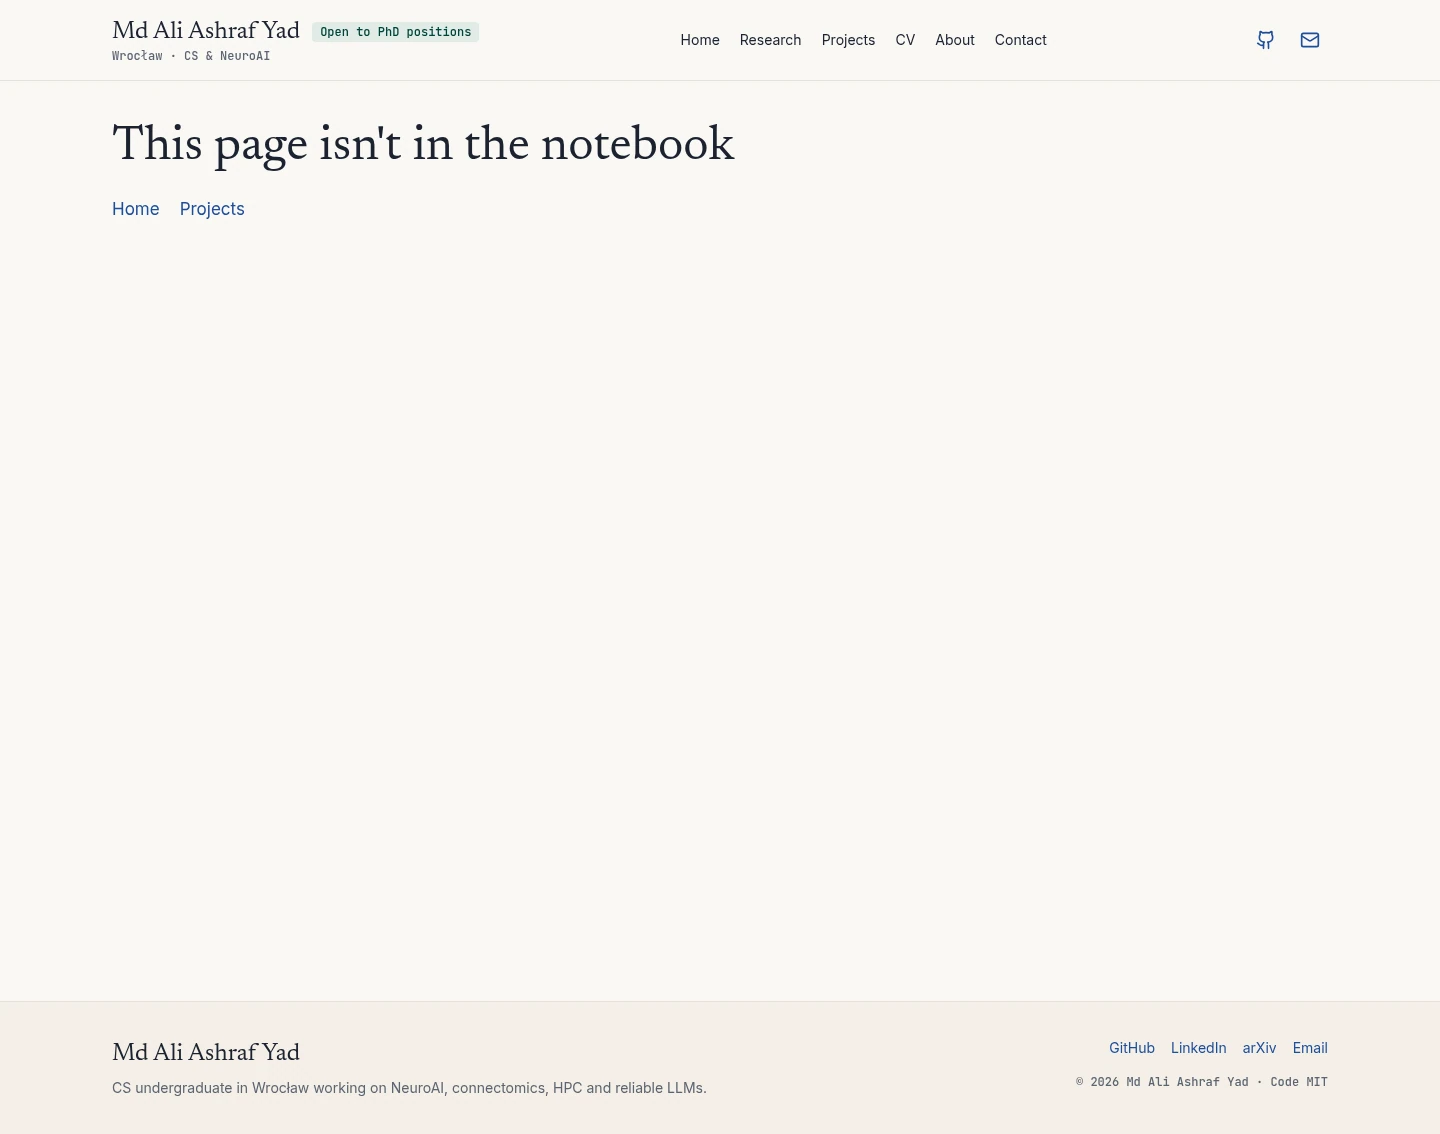 Md Ali Ashraf Yad
Open to PhD positions
Wrocław · CS & NeuroAI
Home
Research
Projects
CV
About
Contact
This page isn't in the notebook
Home
Projects
Md Ali Ashraf Yad
CS undergraduate in Wrocław working on NeuroAI, connectomics, HPC and reliable LLMs.
GitHub
LinkedIn
arXiv
Email
© 2026 Md Ali Ashraf Yad · Code MIT